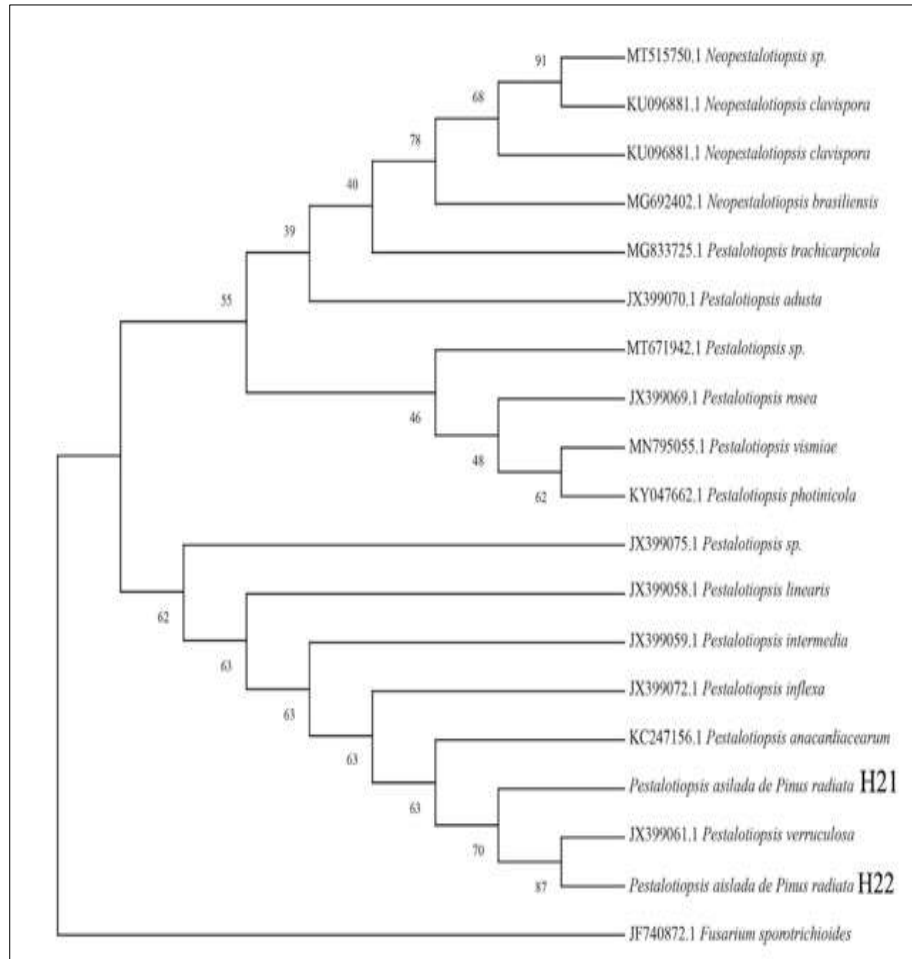 91
MT515750.1 Neopestalotiopsis sp.
68
KU096881.1 Neopestalotiopsis clavispora
78
KU096881.1 Neopestalotiopsis clavispora
40
MG692402.1 Neopestalotiopsis brasiliensis
39
MG833725.1 Pestalotiopsis trachicarpicola
55
JX399070.1 Pestalotiopsis adusta
MT671942.1 Pestalotiopsis sp.
46
JX399069.1 Pestalotiopsis rosea
48
MN795055.1 Pestalotiopsis vismiae
62
KY047662.1 Pestalotiopsis photinicola
JX399075.1 Pestalotiopsis sp.
62
JX399058.1 Pestalotiopsis linearis
63
JX399059.1 Pestalotiopsis intermedia
63
JX399072.1 Pestalotiopsis inflexa
63
KC247156.1 Pestalotiopsis anacardiacearum
63
Pestalotiopsis asilada de Pinus radiata H21
70
JX399061.1 Pestalotiopsis verruculosa
87
Pestalotiopsis aislada de Pinus radiata H22
JF740872.1 Fusarium sporotrichioides